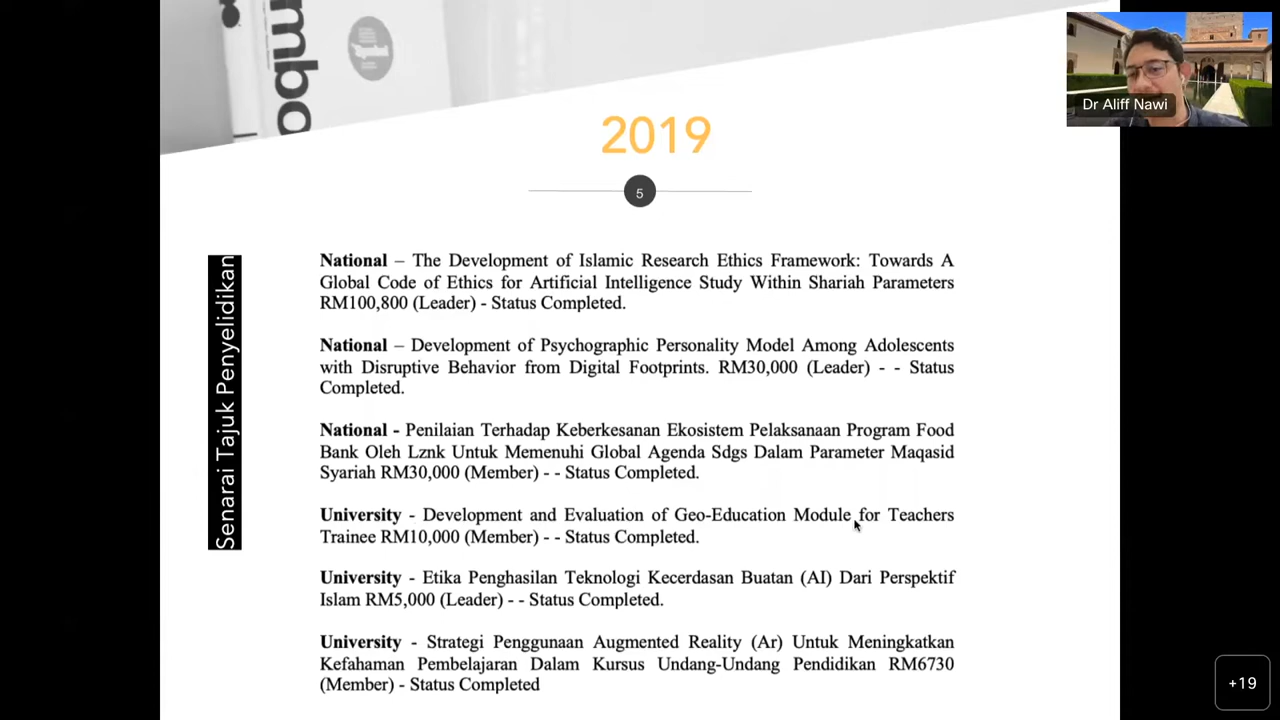 mbo
2019
5
Senarai Tajuk Penyelidikan
National – The Development of Islamic Research Ethics Framework: Towards A
Global Code of Ethics for Artificial Intelligence Study Within Shariah Parameters
RM100,800 (Leader) - Status Completed.
National – Development of Psychographic Personality Model Among Adolescents
with Disruptive Behavior from Digital Footprints. RM30,000 (Leader) - - Status
Completed.
National - Penilaian Terhadap Keberkesanan Ekosistem Pelaksanaan Program Food
Bank Oleh Lznk Untuk Memenuhi Global Agenda Sdgs Dalam Parameter Maqasid
Syariah RM30,000 (Member) - - Status Completed.
University - Development and Evaluation of Geo-Education Module for Teachers
Trainee RM10,000 (Member) - - Status Completed.
University - Etika Penghasilan Teknologi Kecerdasan Buatan (AI) Dari Perspektif
Islam RM5,000 (Leader) - - Status Completed.
University - Strategi Penggunaan Augmented Reality (Ar) Untuk Meningkatkan
Kefahaman Pembelajaran Dalam Kursus Undang-Undang Pendidikan RM6730
(Member) - Status Completed
Dr Aliff Nawi
+19